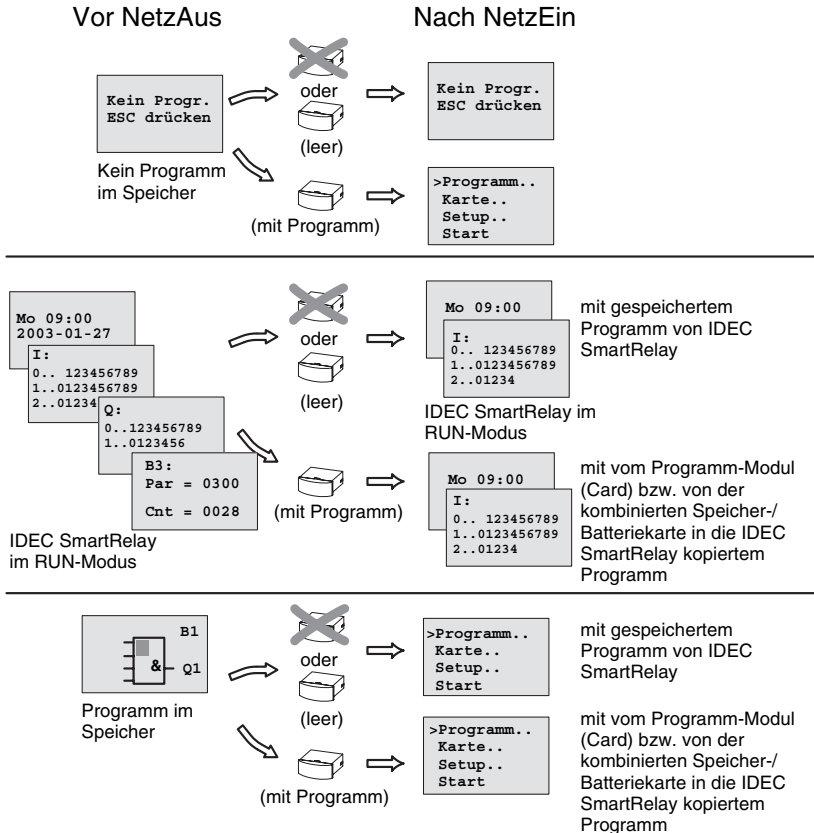 Vor NetzAus
Nach NetzEin
Kein Progr.
ESC drücken
Kein Programm
im Speicher
oder
(leer)
(mit Programm)
Kein Progr.
ESC drücken
>Programm..
Karte..
Setup..
Start
Mo 09:00
2003-01-27
I:
0.. 123456789
1..0123456789
2..01234
Q:
0..123456789
1..0123456
B3:
Par = 0300
Cnt = 0028
IDEC SmartRelay
im RUN-Modus
oder
(leer)
(mit Programm)
Mo 09:00
I:
0.. 123456789
1..0123456789
2..01234
IDEC SmartRelay im
RUN-Modus
mit gespeichertem
Programm von IDEC
SmartRelay
Mo 09:00
I:
0.. 123456789
1..0123456789
2..01234
mit vom Programm-Modul
(Card) bzw. von der
kombinierten Speicher-/
Batteriekarte in die IDEC
SmartRelay kopiertem
Programm
B1
&
Q1
Programm im
Speicher
oder
(leer)
(mit Programm)
>Programm..
Karte..
Setup..
Start
mit gespeichertem
Programm von IDEC
SmartRelay
>Programm..
Karte..
Setup..
Start
mit vom Programm-Modul
(Card) bzw. von der
kombinierten Speicher-/
Batteriekarte in die IDEC
SmartRelay kopiertem
Programm